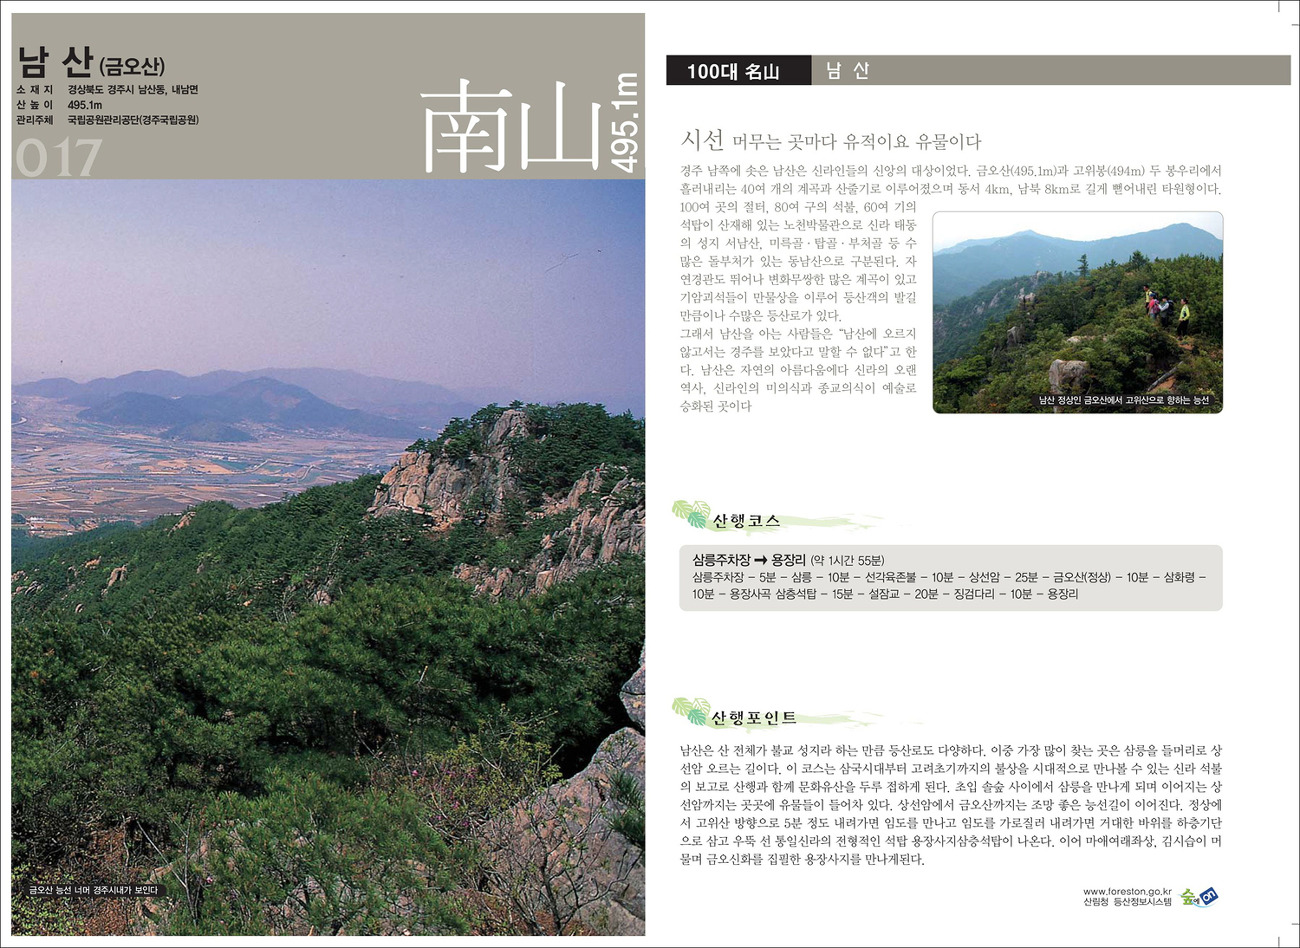 남 산 (금오산)
소 재 지 경상북도 경주시 남산동, 내남면
산 높 이 495.1m
관리주체 국립공원관리공단(경주국립공원)
017
南山 495.1m
금오산 능선 너머 경주시내가 보인다
100대 名山 남 산
시선 머무는 곳마다 유적이요 유물이다
경주 남쪽에 솟은 남산은 신라인들의 신앙의 대상이었다. 금오산(495.1m)과 고위봉(494m) 두 봉우리에서
흘러내리는 40여 개의 계곡과 산줄기로 이루어졌으며 동서 4km, 남북 8km로 길게 뻗어내린 타원형이다.
100여 곳의 절터, 80여 구의 석불, 60여 기의
석탑이 산재해 있는 노천박물관으로 신라 태동
의 성지 서남산, 미륵골·탑골·부처골 등 수
많은 돌부처가 있는 동남산으로 구분된다. 자
연경관도 뛰어나 변화무쌍한 많은 계곡이 있고
기암괴석들이 만물상을 이루어 등산객의 발길
만큼이나 수많은 등산로가 있다.
그래서 남산을 아는 사람들은 "남산에 오르지
않고서는 경주를 보았다고 말할 수 없다"고 한
다. 남산은 자연의 아름다움에다 신라의 오랜
역사, 신라인의 미의식과 종교의식이 예술로
승화된 곳이다
남산 정상인 금오산에서 고위산으로 향하는 능선
산행코스
삼릉주차장 ➞ 용장리 (약 1시간 55분)
삼릉주차장 – 5분 – 삼릉 – 10분 – 선각육존불 – 10분 – 상선암 – 25분 – 금오산(정상) – 10분 – 삼화령 –
10분 – 용장사곡 삼층석탑 – 15분 – 설잠교 – 20분 – 징검다리 – 10분 – 용장리
산행포인트
남산은 산 전체가 불교 성지라 하는 만큼 등산로도 다양하다. 이중 가장 많이 찾는 곳은 삼릉을 들머리로 상
선암 오르는 길이다. 이 코스는 삼국시대부터 고려초기까지의 불상을 시대적으로 만나볼 수 있는 신라 석불
의 보고로 산행과 함께 문화유산을 두루 접하게 된다. 초입 솔숲 사이에서 삼릉을 만나게 되며 이어지는 상
선암까지는 곳곳에 유물들이 들어차 있다. 상선암에서 금오산까지는 조망 좋은 능선길이 이어진다. 정상에
서 고위산 방향으로 5분 정도 내려가면 임도를 만나고 임도를 가로질러 내려가면 거대한 바위를 하층기단
으로 삼고 우뚝 선 통일신라의 전형적인 석탑 용장사지삼층석탑이 나온다. 이어 마애여래좌상, 김시습이 머
물며 금오신화를 집필한 용장사지를 만나게된다.
www.foreston.go.kr
산림청 등산정보시스템
숲에on